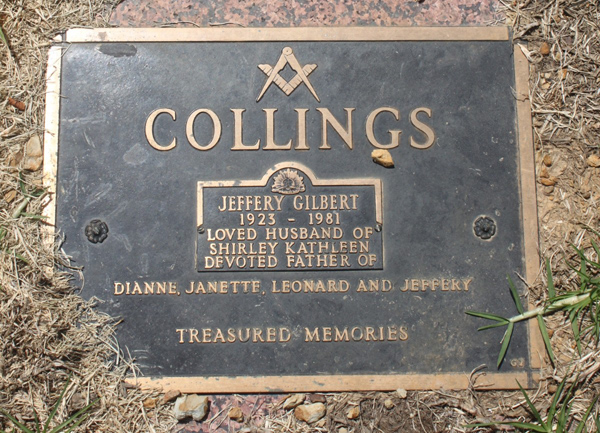 COLLINGS
JEFFERY GILBERT
1923 - 1981
LOVED HUSBAND OF
SHIRLEY KATHLEEN
DEVOTED FATHER OF
DIANNE, JANETTE, LEONARD AND JEFFERY
TREASURED MEMORIES